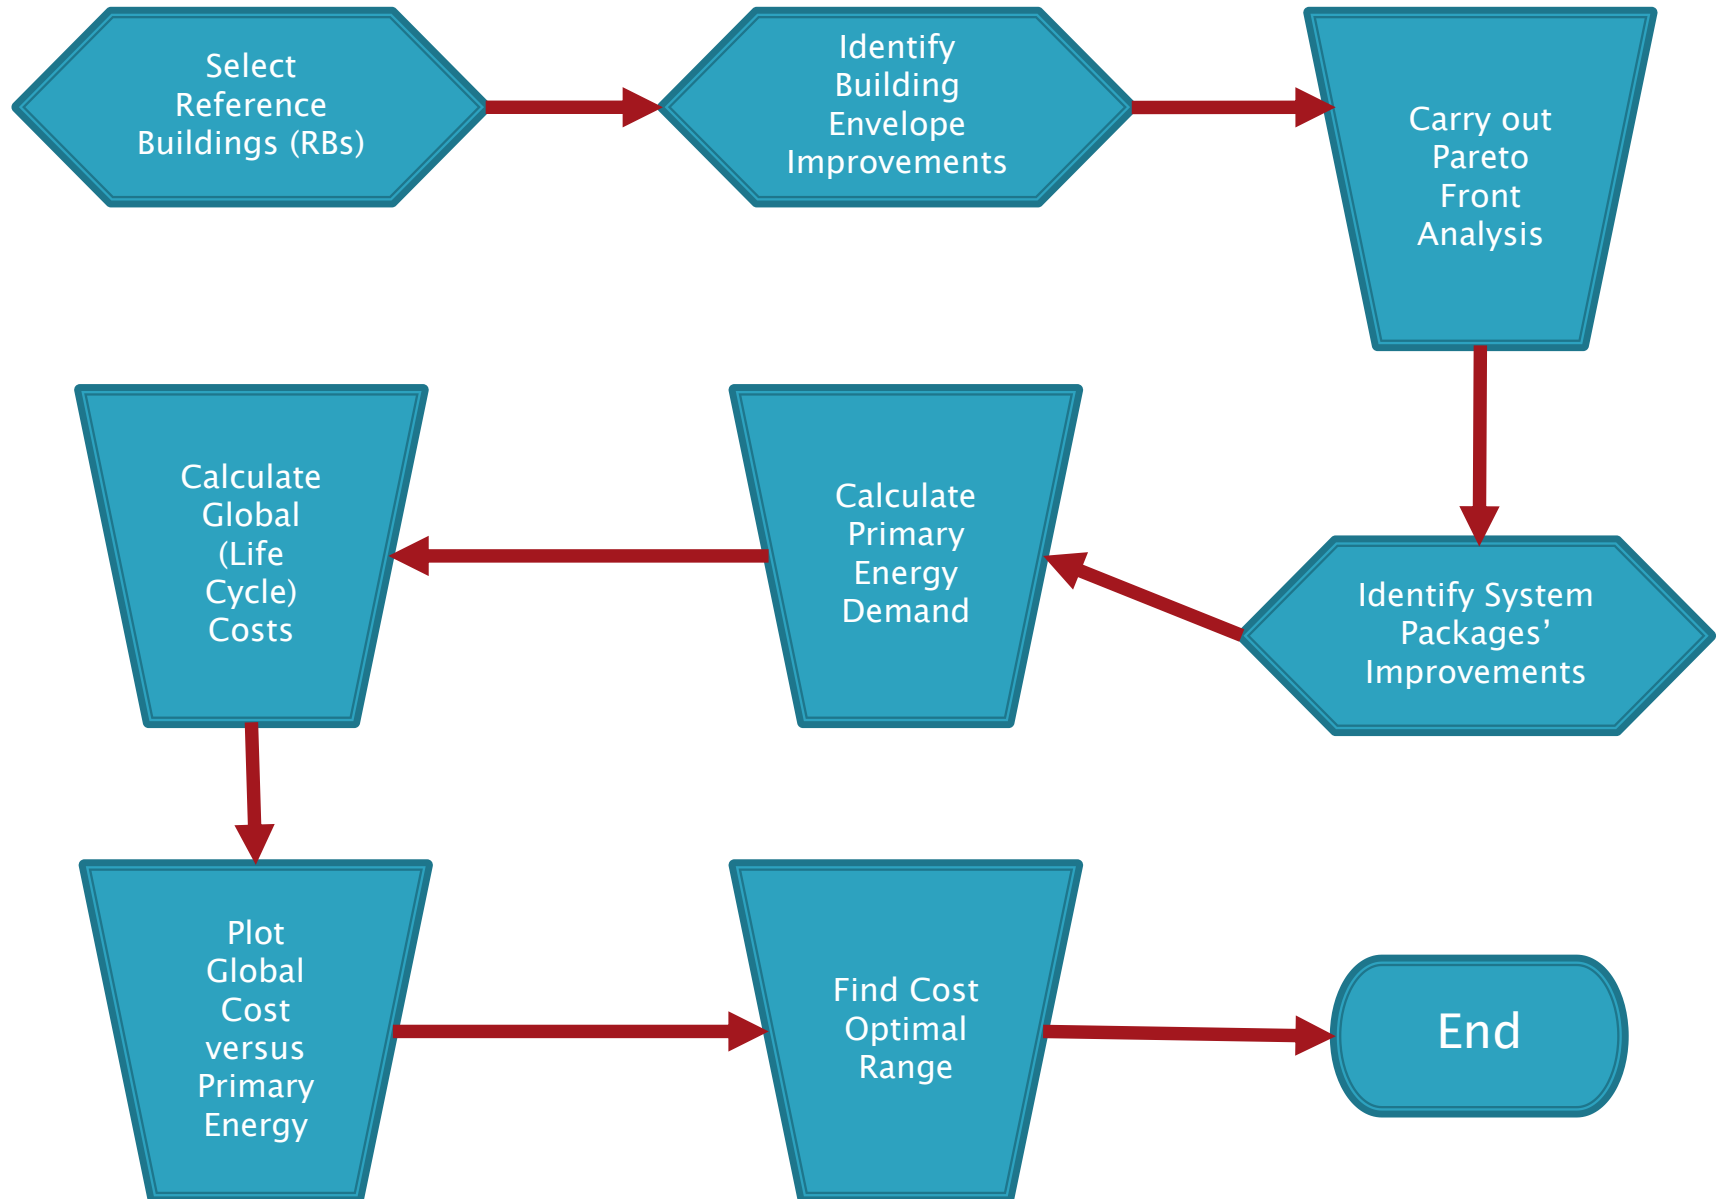 Select
Reference
Buildings (RBs)
Identify
Building
Envelope
Improvements
Carry out
Pareto
Front
Analysis
Identify System
Packages’
Improvements
Calculate
Primary
Energy
Demand
Calculate
Global
(Life
Cycle)
Costs
Plot
Global
Cost
versus
Primary
Energy
Find Cost
Optimal
Range
End